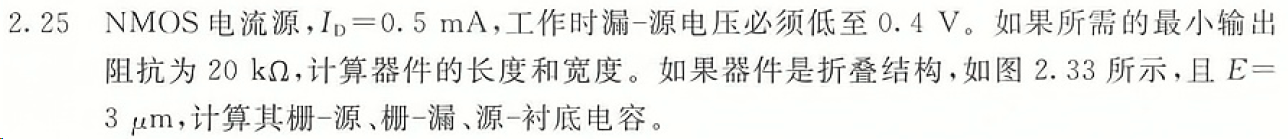 2.25 NMOS 电流源,I_D=0.5 mA,工作时漏-源电压必须低至 0.4 V。如果所需的最小输出
阻抗为 20 kΩ,计算器件的长度和宽度。如果器件是折叠结构,如图 2.33 所示,且 E=
3 μm,计算其栅-源、栅-漏、源-衬底电容。